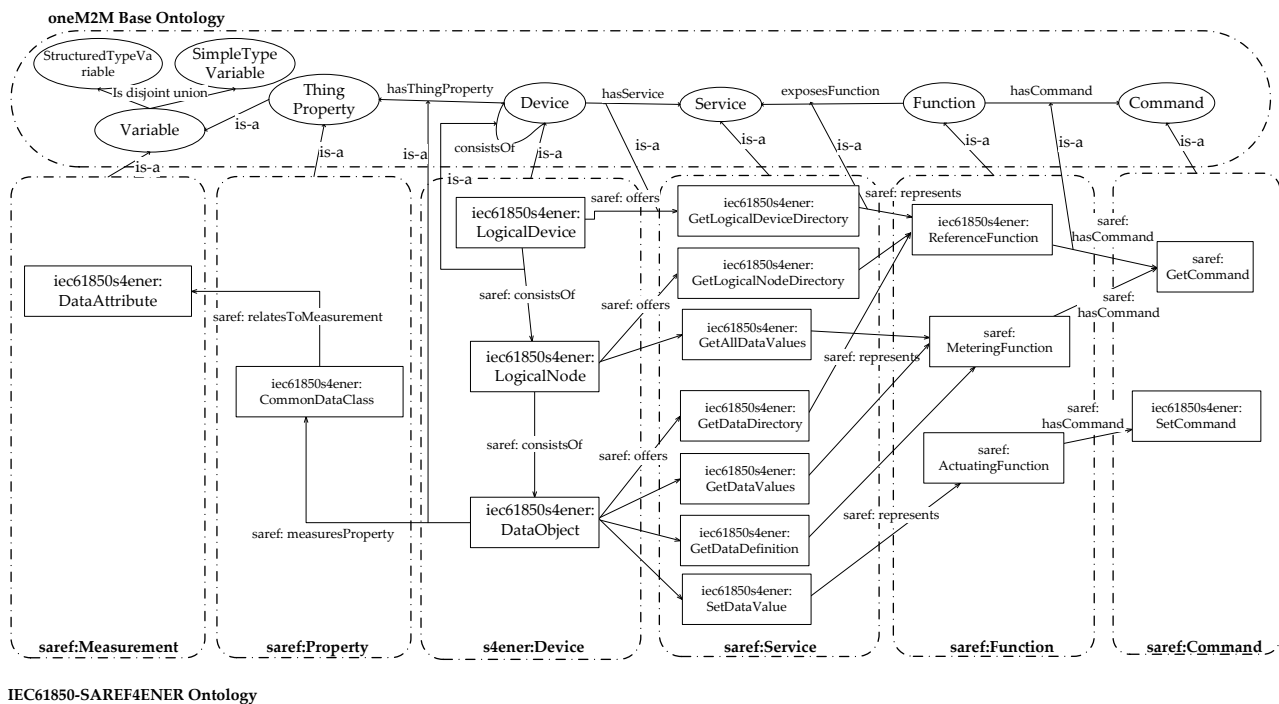 oneM2M Base Ontology
StructuredTypeVa
riable
SimpleType
Variable
Is disjoint union
Variable
is-a
Thing
Property
hasThingProperty
Device
consistsOf
hasService
Service
exposesFunction
Function
hasCommand
Command
is-a
is-a
is-a
is-a
is-a
is-a
is-a
is-a
is-a
is-a
is-a
iec61850s4ener:
DataAttribute
saref: relatesToMeasurement
iec61850s4ener:
CommonDataClass
saref: measuresProperty
iec61850s4ener:
LogicalDevice
saref: consistsOf
iec61850s4ener:
LogicalNode
saref: consistsOf
iec61850s4ener:
DataObject
saref: offers
saref: offers
saref: offers
iec61850s4ener:
GetLogicalDeviceDirectory
iec61850s4ener:
GetLogicalNodeDirectory
iec61850s4ener:
GetAllDataValues
iec61850s4ener:
GetDataDirectory
iec61850s4ener:
GetDataValues
iec61850s4ener:
GetDataDefinition
iec61850s4ener:
SetDataValue
saref: represents
saref: represents
saref: represents
iec61850s4ener:
ReferenceFunction
saref:
MeteringFunction
saref:
ActuatingFunction
saref:
hasCommand
saref:
hasCommand
saref:
hasCommand
saref:
GetCommand
iec61850s4ener:
SetCommand
saref:Measurement
saref:Property
s4ener:Device
saref:Service
saref:Function
saref:Command
IEC61850-SAREF4ENER Ontology